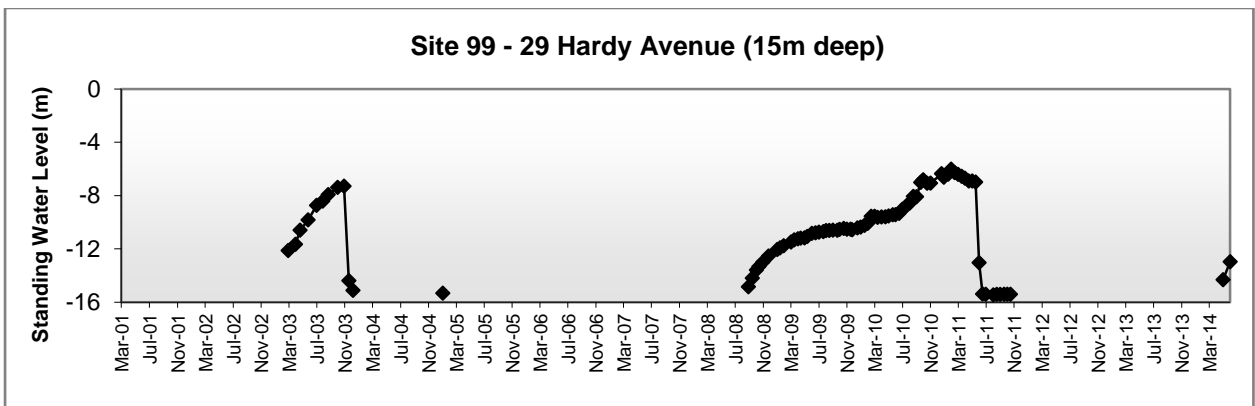 Site 99 - 29 Hardy Avenue (15m deep)
Standing Water Level (m)
0
-4
-8
-12
-16
Mar-01
Jul-01
Nov-01
Mar-02
Jul-02
Nov-02
Mar-03
Jul-03
Nov-03
Mar-04
Jul-04
Nov-04
Mar-05
Jul-05
Nov-05
Mar-06
Jul-06
Nov-06
Mar-07
Jul-07
Nov-07
Mar-08
Jul-08
Nov-08
Mar-09
Jul-09
Nov-09
Mar-10
Jul-10
Nov-10
Mar-11
Jul-11
Nov-11
Mar-12
Jul-12
Nov-12
Mar-13
Jul-13
Nov-13
Mar-14